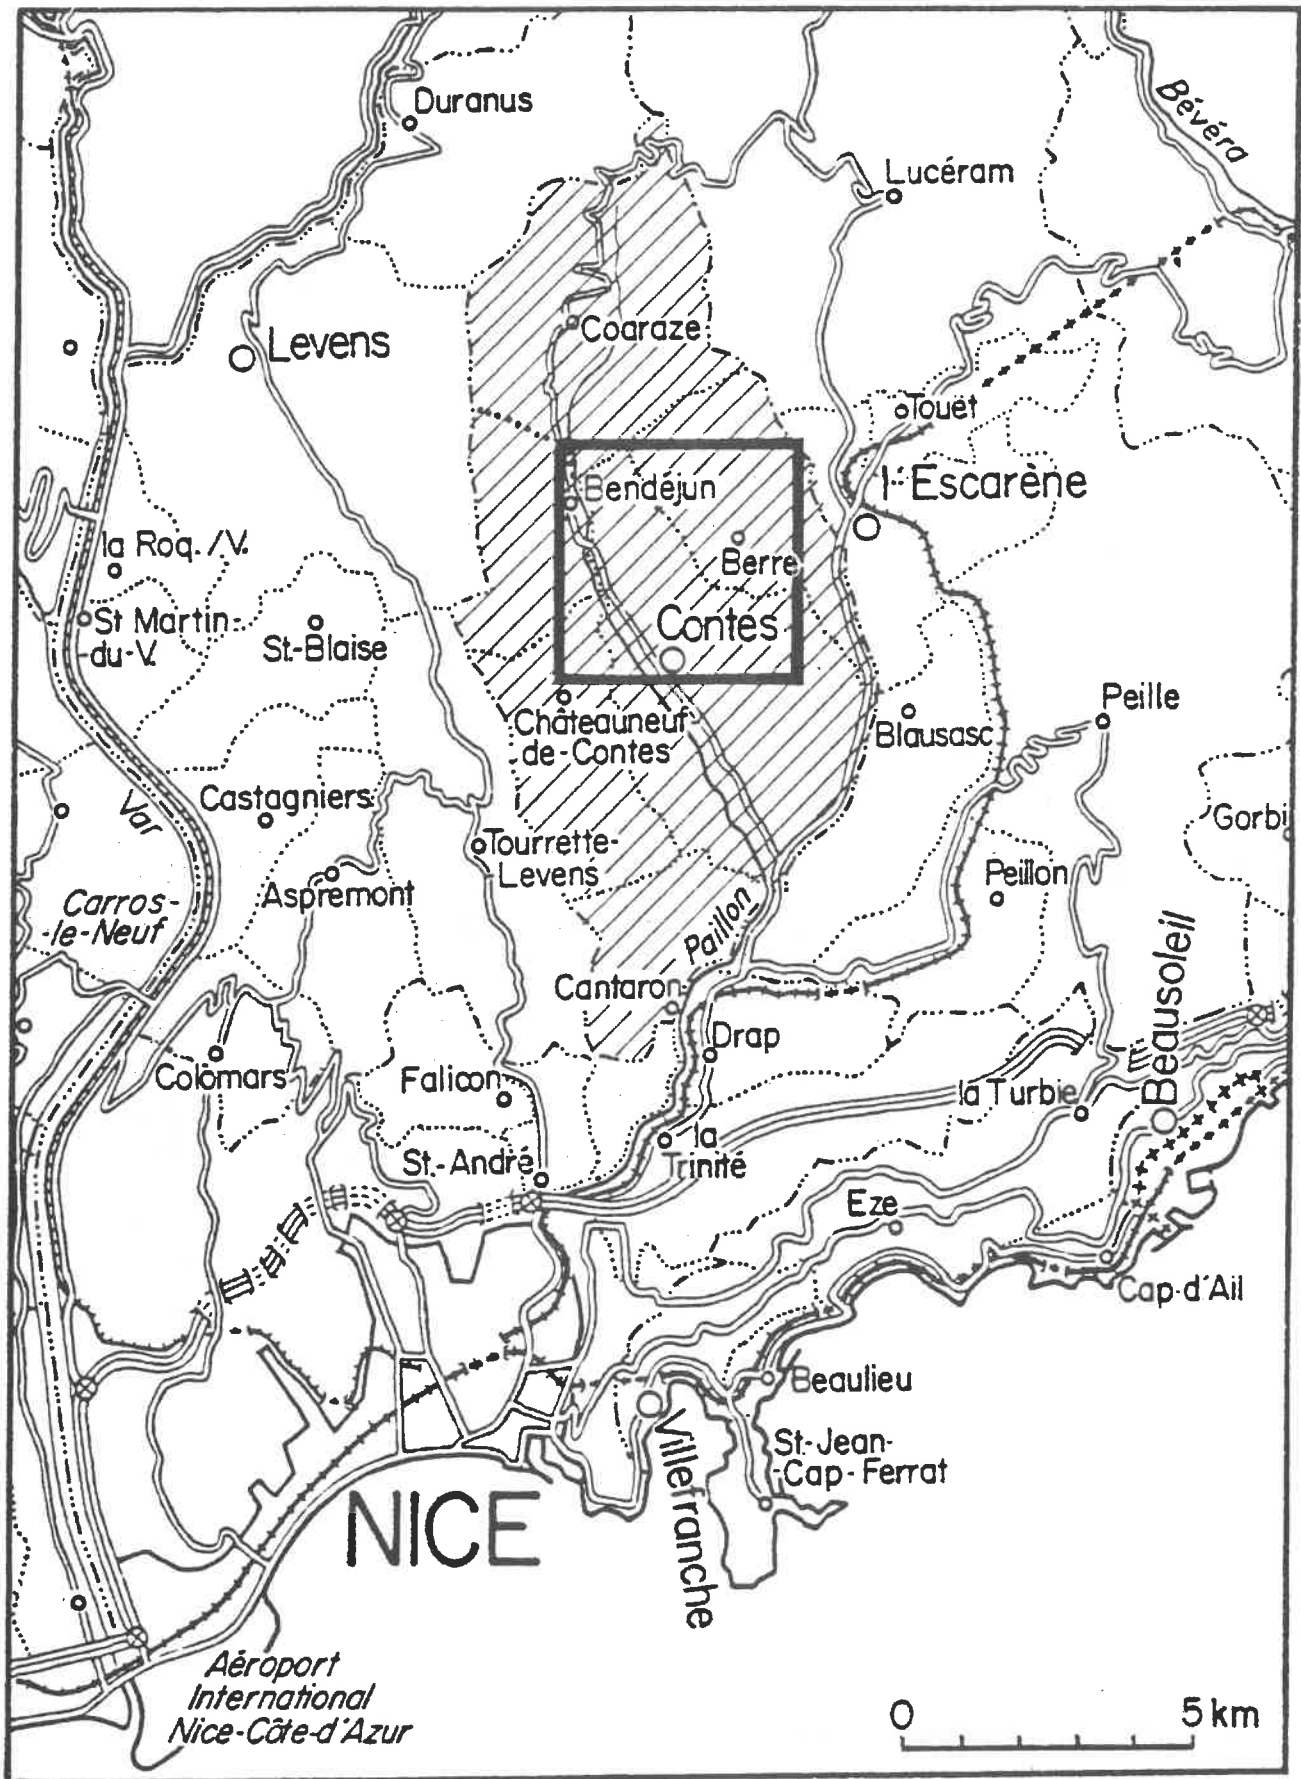 Duranus
Bévéra
Lucéram
Levens
Coaraze
Touët
l'Escarène
Bendéjun
Berre
la Roq./V.
St Martin-
-du-V.
St.-Blaise
Contes
Châteauneuf
-de-Contes
Blausasc
Peille
Var
Castagniers
Gorbi
Tourrette-
Levens
Aspremont
Peillon
Carros-
-le-Neuf
Paillon
Cantaron
Beausoleil
Drap
Colomars
Falicon
la Turbie
St.-André
la
Trinité
Eze
Cap-d'Ail
Beaulieu
Villefranche
St-Jean-
-Cap-Ferrat
NICE
Aéroport
International
Nice-Côte-d'Azur
0 5 km